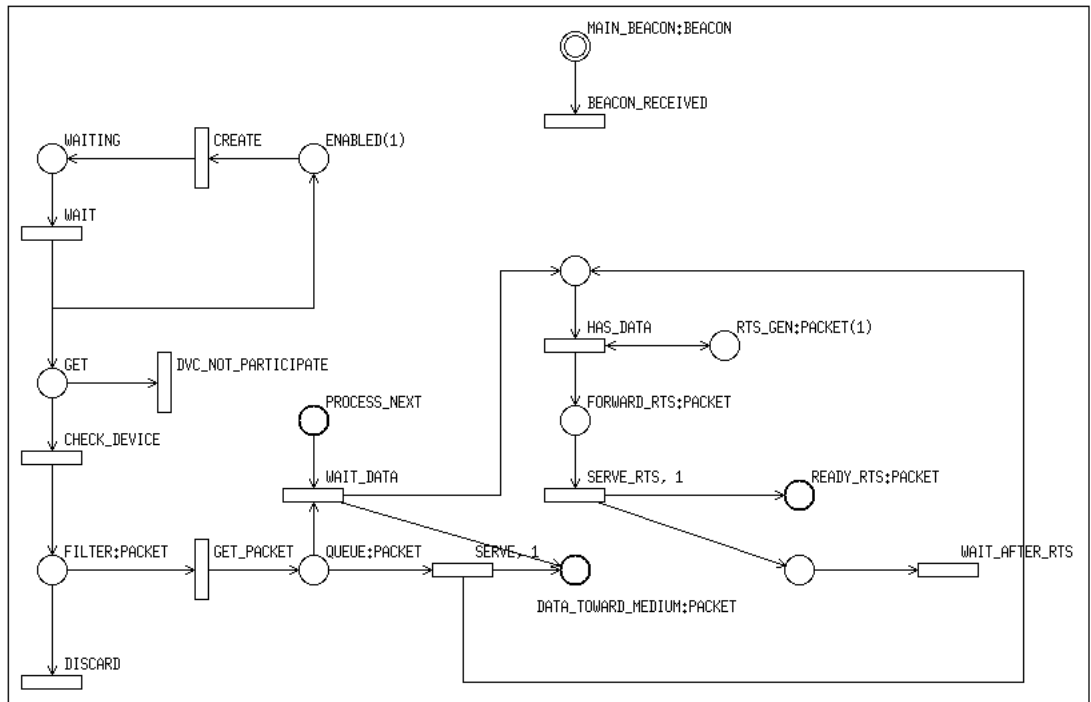 MAIN_BEACON:BEACON
BEACON_RECEIVED
WAITING
CREATE
ENABLED(1)
WAIT
HAS_DATA
RTS_GEN:PACKET(1)
GET
DVC_NOT_PARTICIPATE
PROCESS_NEXT
FORWARD_RTS:PACKET
CHECK_DEVICE
WAIT_DATA
SERVE_RTS, 1
READY_RTS:PACKET
FILTER:PACKET
GET_PACKET
QUEUE:PACKET
SERVE, 1
WAIT_AFTER_RTS
DATA_TOWARD_MEDIUM:PACKET
DISCARD